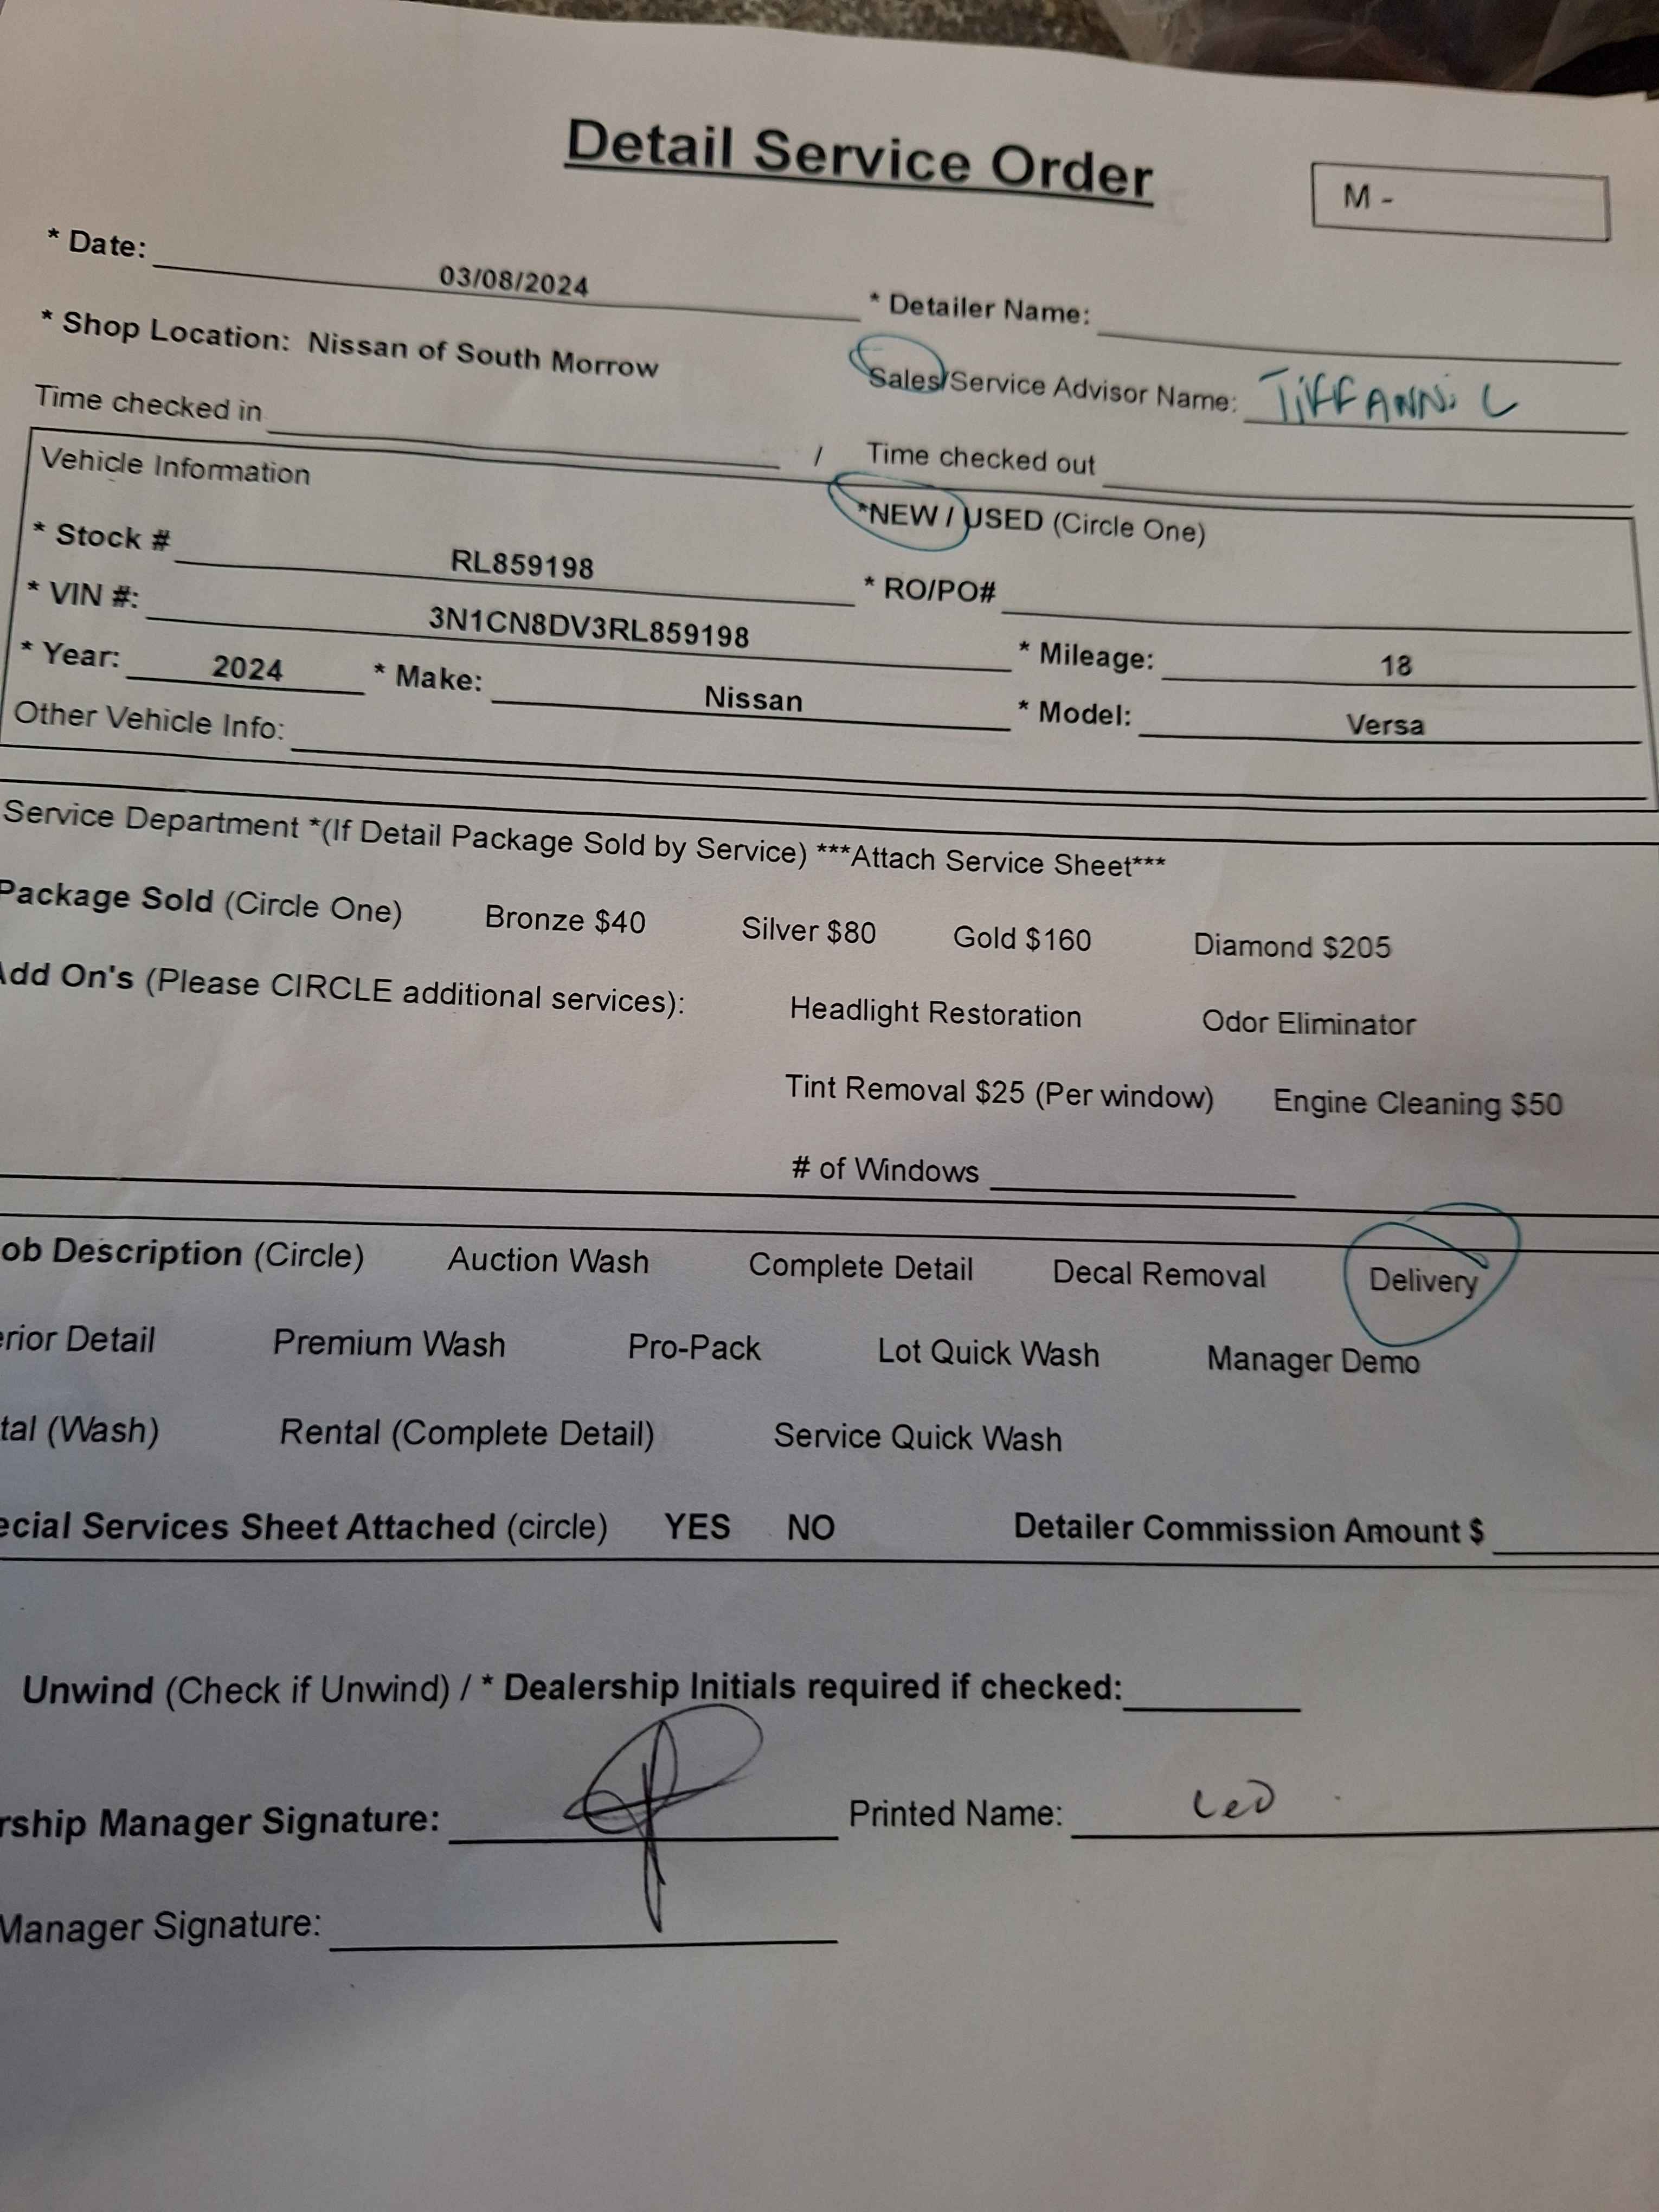 Detail Service Order
M -
* Date: 03/08/2024
* Detailer Name:
* Shop Location: Nissan of South Morrow
Sales/Service Advisor Name: TIFFANNi L
Time checked in / Time checked out
Vehicle Information
*NEW / USED (Circle One)
* Stock # RL859198
* RO/PO#
* VIN #: 3N1CN8DV3RL859198
* Mileage: 18
* Year: 2024 * Make: Nissan * Model: Versa
Other Vehicle Info:
Service Department *(If Detail Package Sold by Service) ***Attach Service Sheet***
Package Sold (Circle One) Bronze $40 Silver $80 Gold $160 Diamond $205
Add On's (Please CIRCLE additional services): Headlight Restoration Odor Eliminator
Tint Removal $25 (Per window) Engine Cleaning $50
# of Windows
ob Description (Circle) Auction Wash Complete Detail Decal Removal Delivery
erior Detail Premium Wash Pro-Pack Lot Quick Wash Manager Demo
tal (Wash) Rental (Complete Detail) Service Quick Wash
ecial Services Sheet Attached (circle) YES NO Detailer Commission Amount $
Unwind (Check if Unwind) / * Dealership Initials required if checked:
rship Manager Signature: Printed Name: Leo
Manager Signature: